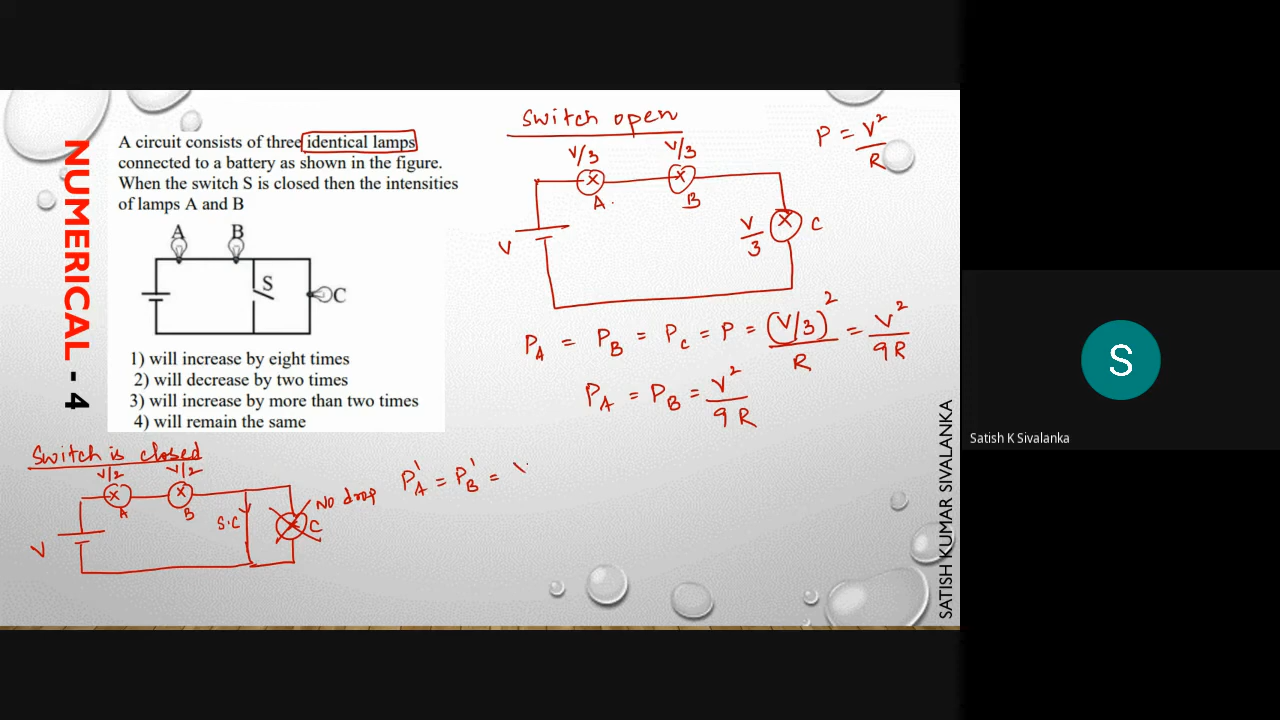 NUMERICAL - 4
A circuit consists of three identical lamps
connected to a battery as shown in the figure.
When the switch S is closed then the intensities
of lamps A and B
A B
S
C
1) will increase by eight times
2) will decrease by two times
3) will increase by more than two times
4) will remain the same
Switch open
P = V²/R
V/3 V/3
A B
V
V/3 C
P_A = P_B = P_C = P = (V/3)²/R = V²/9R
P_A = P_B = V²/9R
Switch is closed
V/2 V/2
A B
V
S.C
C
No drop
P_A' = P_B' =
SATISH KUMAR SIVALANKA
S
Satish K Sivalanka